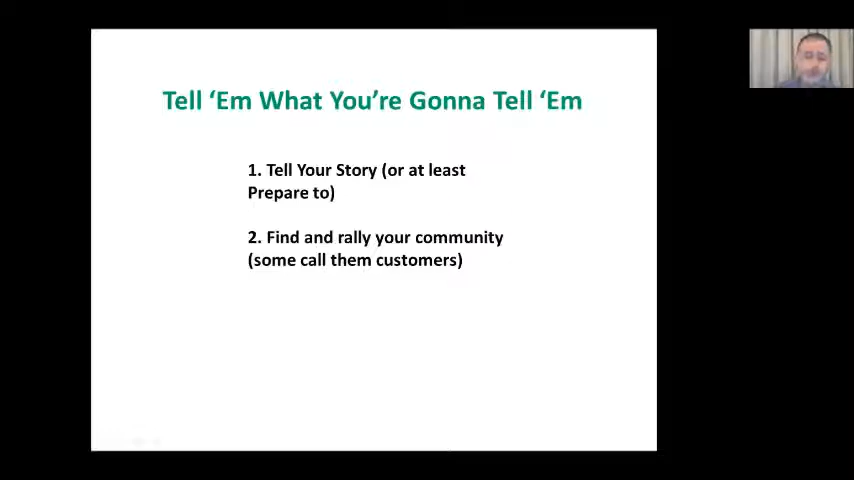 Tell ‘Em What You’re Gonna Tell ‘Em
1. Tell Your Story (or at least
Prepare to)
2. Find and rally your community
(some call them customers)